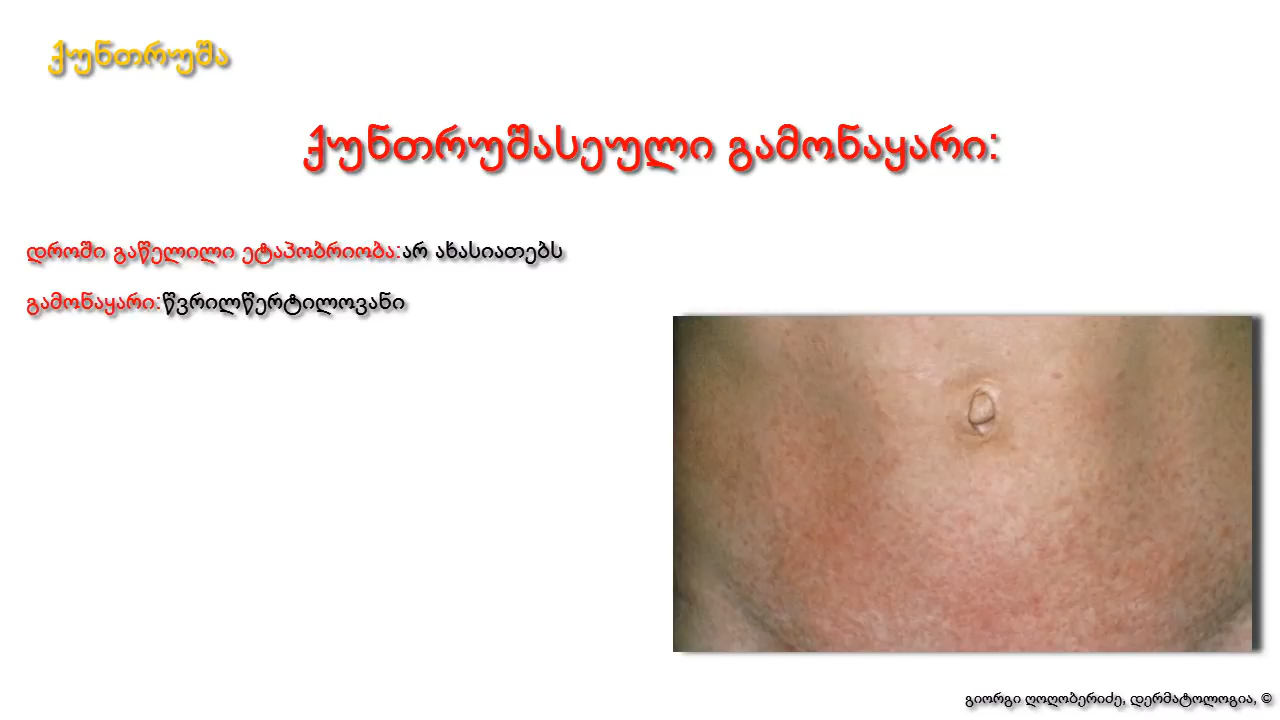 ქუნთრუშა
ქუნთრუშასეული გამონაყარი:
დროში გაწელილი ეტაპობრიობა:არ ახასიათებს
გამონაყარი:წვრილწერტილოვანი
გიორგი ღოღობერიძე, დერმატოლოგია, ©